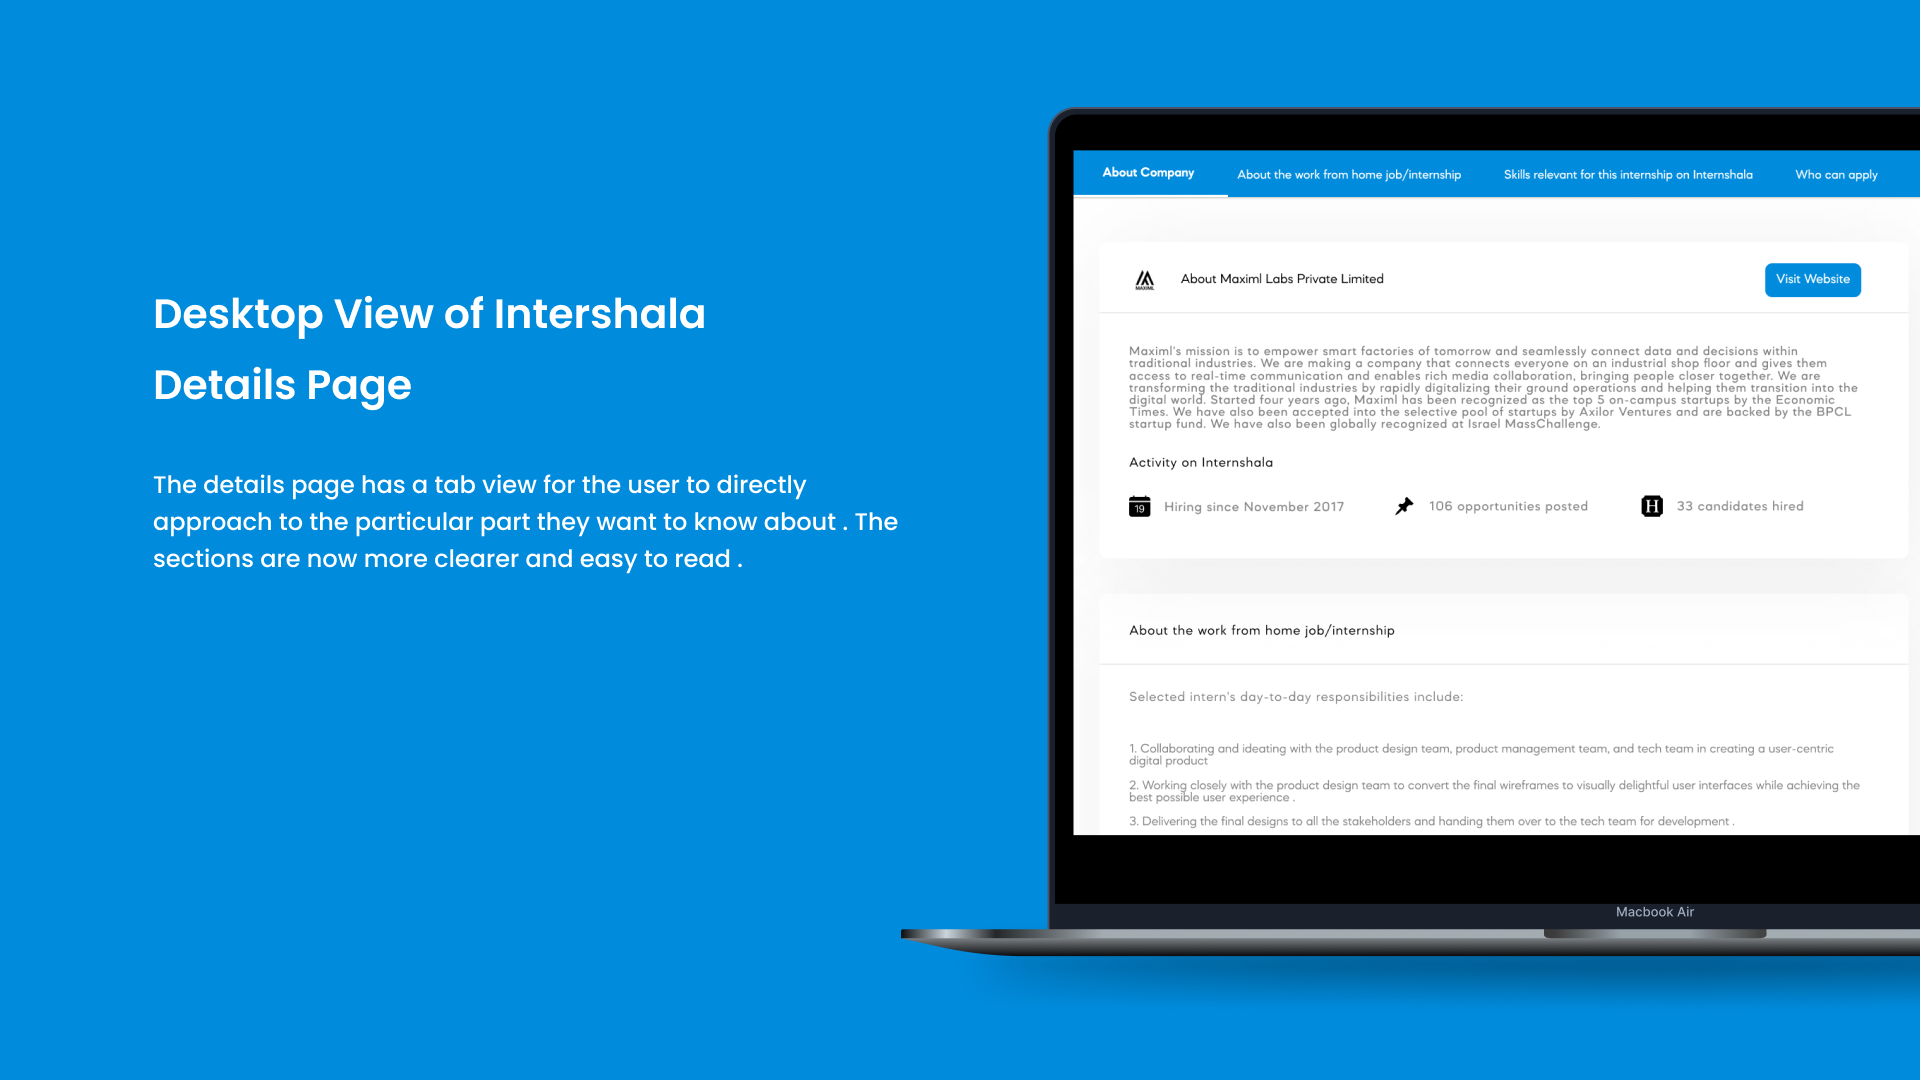 Desktop View of Intershala
Details Page
The details page has a tab view for the user to directly
approach to the particular part they want to know about . The
sections are now more clearer and easy to read .
About Company
About the work from home job/internship
Skills relevant for this internship on Internshala
Who can apply
MAXIML
About Maximl Labs Private Limited
Visit Website
Maximl's mission is to empower smart factories of tomorrow and seamlessly connect data and decisions within
traditional industries. We are making a company that connects everyone on an industrial shop floor and gives them
access to real-time communication and enables rich media collaboration, bringing people closer together. We are
transforming the traditional industries by rapidly digitalizing their ground operations and helping them transition into the
digital world. Started four years ago, Maximl has been recognized as the top 5 on-campus startups by the Economic
Times. We have also been accepted into the selective pool of startups by Axilor Ventures and are backed by the BPCL
startup fund. We have also been globally recognized at Israel MassChallenge.
Activity on Internshala
19
Hiring since November 2017
106 opportunities posted
H
33 candidates hired
About the work from home job/internship
Selected intern's day-to-day responsibilities include:
1. Collaborating and ideating with the product design team, product management team, and tech team in creating a user-centric
digital product
2. Working closely with the product design team to convert the final wireframes to visually delightful user interfaces while achieving the
best possible user experience .
3. Delivering the final designs to all the stakeholders and handing them over to the tech team for development .
Macbook Air